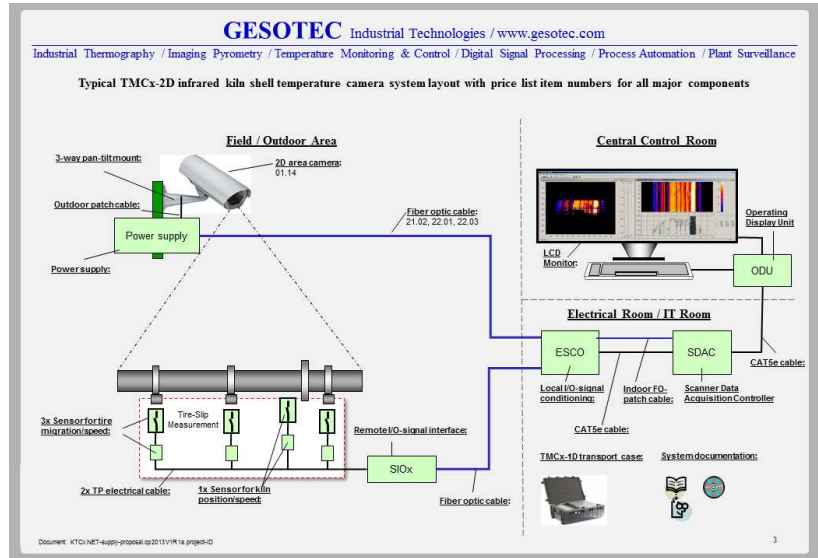 GESOTEC Industrial Technologies / www.gesotec.com
Industrial Thermography / Imaging Pyrometry / Temperature Monitoring & Control / Digital Signal Processing / Process Automation / Plant Surveillance
Typical TMCx-2D infrared kiln shell temperature camera system layout with price list item numbers for all major components
Field / Outdoor Area
3-way pan-tilt mount:
2D area camera:
01.14
Outdoor patch cable:
Power supply
Power supply:
Fiber optic cable:
21.02, 22.01, 22.03
Central Control Room
Operating
Display Unit
LCD
Monitor:
ODU
Electrical Room / IT Room
ESCO
SDAC
CAT5e cable:
Local I/O-signal
conditioning:
Indoor FO-
patch cable:
Scanner Data
Acquisition Controller
CAT5e cable:
3x Sensor for tire
migration/speed:
Tire-Slip
Measurement
Remote I/O-signal interface:
SIOx
2x TP electrical cable:
1x Sensor for kiln
position/speed:
Fiber optic cable:
TMCx-1D transport case:
System documentation:
Document: KTCx.NET-supply-proposal.cp2013V1R1a.project-ID
3